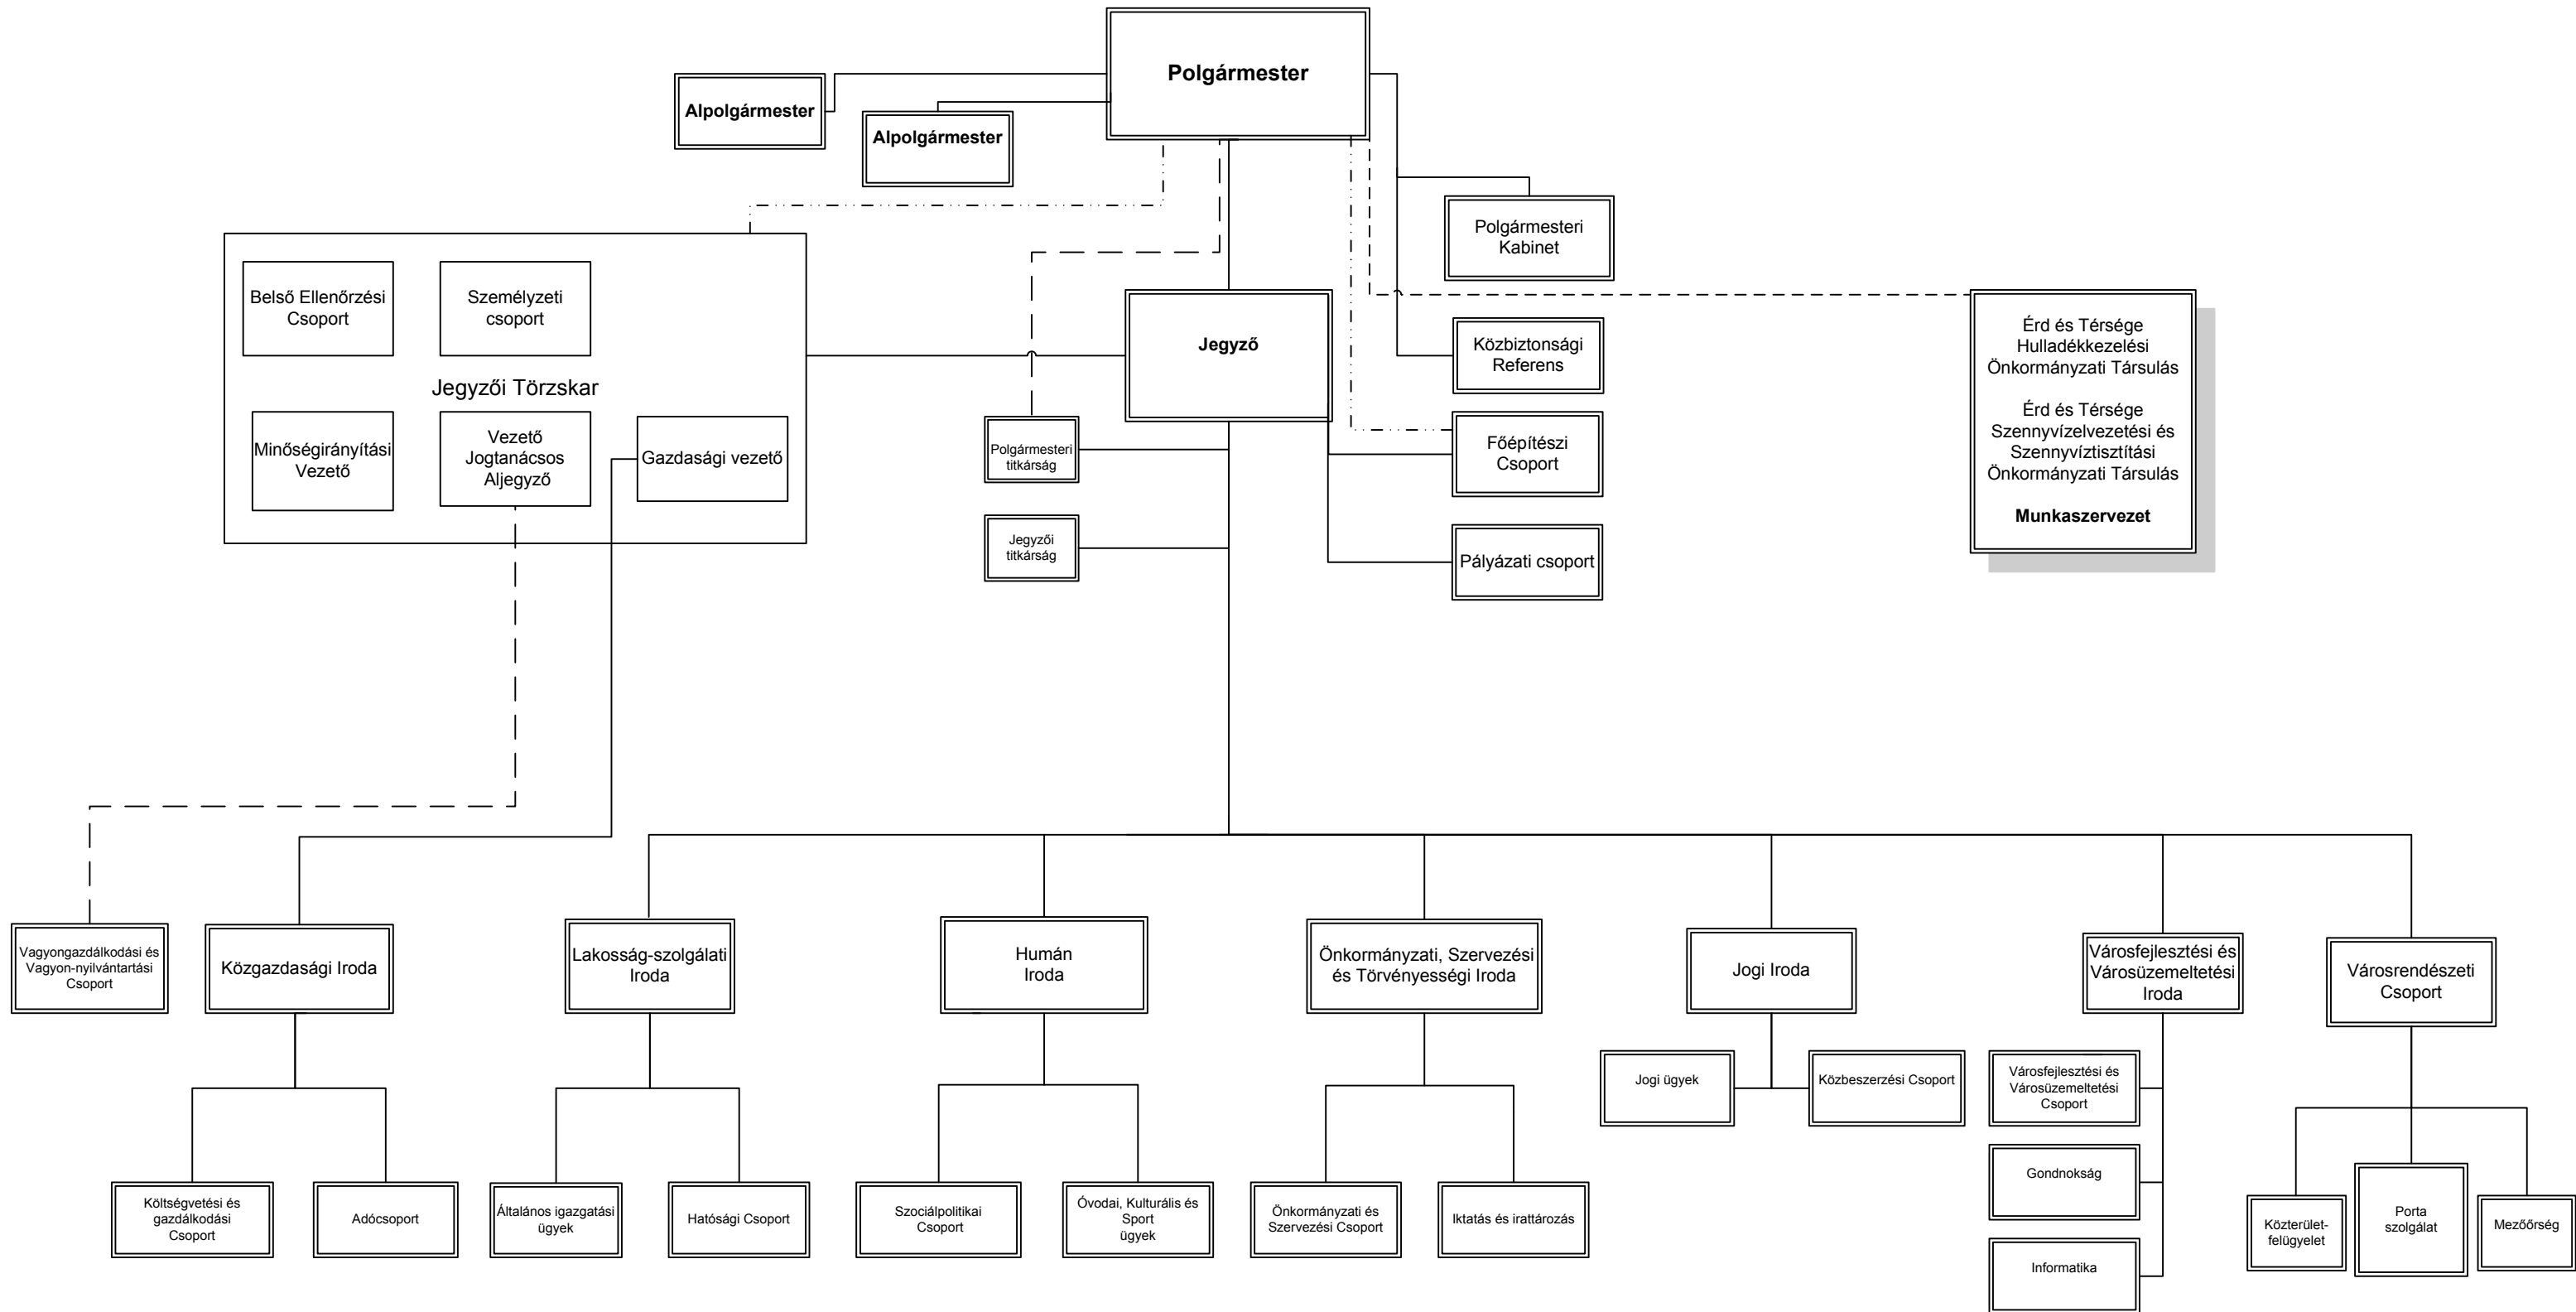 Polgármester
Alpolgármester
Alpolgármester
Polgármesteri
Kabinet
Belső Ellenőrzési
Csoport
Személyzeti
csoport
Jegyzői Törzskar
Minőségirányítási
Vezető
Vezető
Jogtanácsos
Aljegyző
Gazdasági vezető
Jegyző
Közbiztonsági
Referens
Polgármesteri
titkárság
Főépítészi
Csoport
Jegyzői
titkárság
Pályázati csoport
Érd és Térsége
Hulladékkezelési
Önkormányzati Társulás
Érd és Térsége
Szennyvízelvezetési és
Szennyvíztisztítási
Önkormányzati Társulás
Munkaszervezet
Vagyongazdálkodási és
Vagyon-nyilvántartási
Csoport
Közgazdasági Iroda
Lakosság-szolgálati
Iroda
Humán
Iroda
Önkormányzati, Szervezési
és Törvényességi Iroda
Jogi Iroda
Városfejlesztési és
Városüzemeltetési
Iroda
Városrendészeti
Csoport
Költségvetési és
gazdálkodási
Csoport
Adócsoport
Általános igazgatási
ügyek
Hatósági Csoport
Szociálpolitikai
Csoport
Óvodai, Kulturális és
Sport
ügyek
Önkormányzati és
Szervezési Csoport
Iktatás és irattározás
Jogi ügyek
Közbeszerzési Csoport
Városfejlesztési és
Városüzemeltetési
Csoport
Gondnokság
Informatika
Közterület-
felügyelet
Porta
szolgálat
Mezőőrség